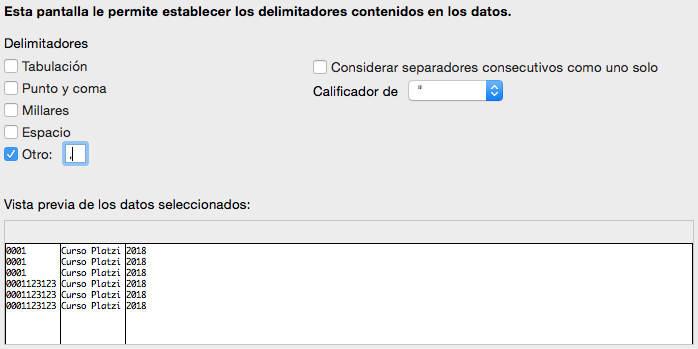 Esta pantalla le permite establecer los delimitadores contenidos en los datos.
Delimitadores
Tabulación
Considerar separadores consecutivos como uno solo
Punto y coma
Calificador de "
Millares
Espacio
Otro: ,
Vista previa de los datos seleccionados:
0001 Curso Platzi 2018
0001 Curso Platzi 2018
0001 Curso Platzi 2018
0001123123 Curso Platzi 2018
0001123123 Curso Platzi 2018
0001123123 Curso Platzi 2018